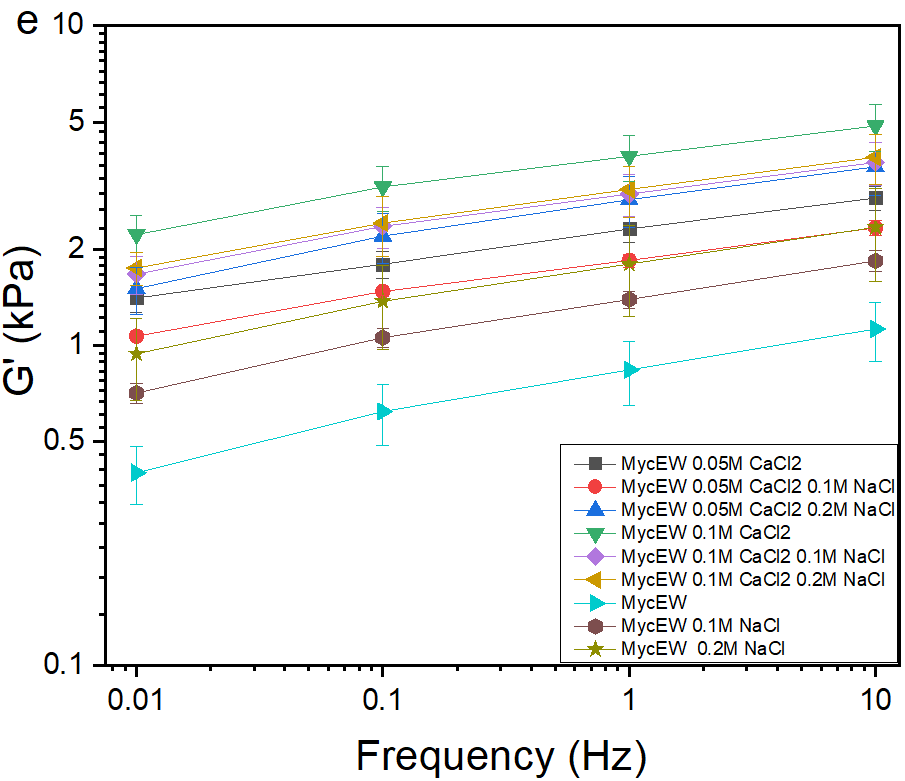 e
10
5
2
1
0.5
0.1
G' (kPa)
MycEW 0.05M CaCl2
MycEW 0.05M CaCl2 0.1M NaCl
MycEW 0.05M CaCl2 0.2M NaCl
MycEW 0.1M CaCl2
MycEW 0.1M CaCl2 0.1M NaCl
MycEW 0.1M CaCl2 0.2M NaCl
MycEW
MycEW 0.1M NaCl
MycEW  0.2M NaCl
0.01 0.1 1 10
Frequency (Hz)